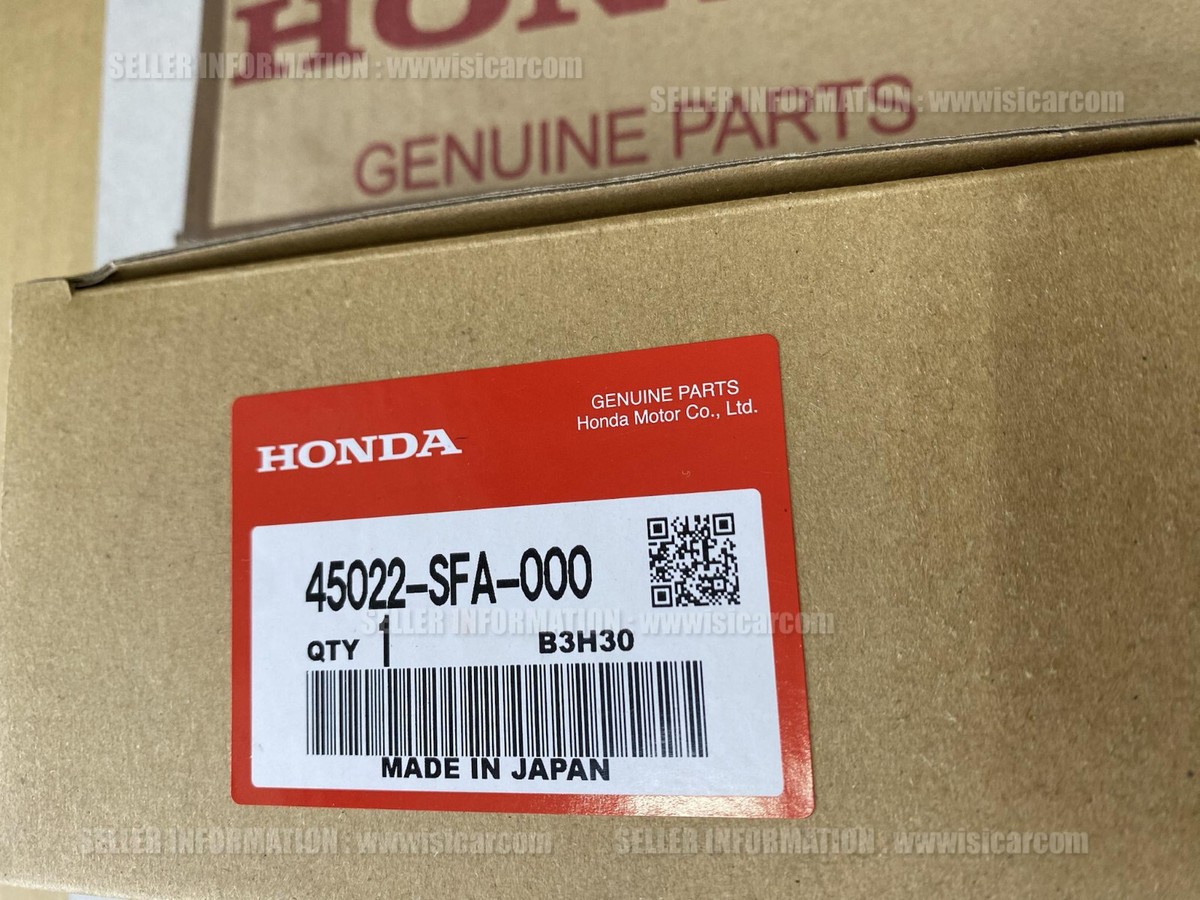 HON
SELLER INFORMATION : wwwisicarcom
SELLER INFORMATION : wwwisicarcom
GENUINE PARTS
GENUINE PARTS
Honda Motor Co., Ltd.
HONDA
45022-SFA-000
SELLER INFORMATION : wwwisicarcom
QTY 1 B3H30
MADE IN JAPAN
SELLER INFORMATION : wwwisicarcom
SELLER INFORMATION : wwwisicarcom